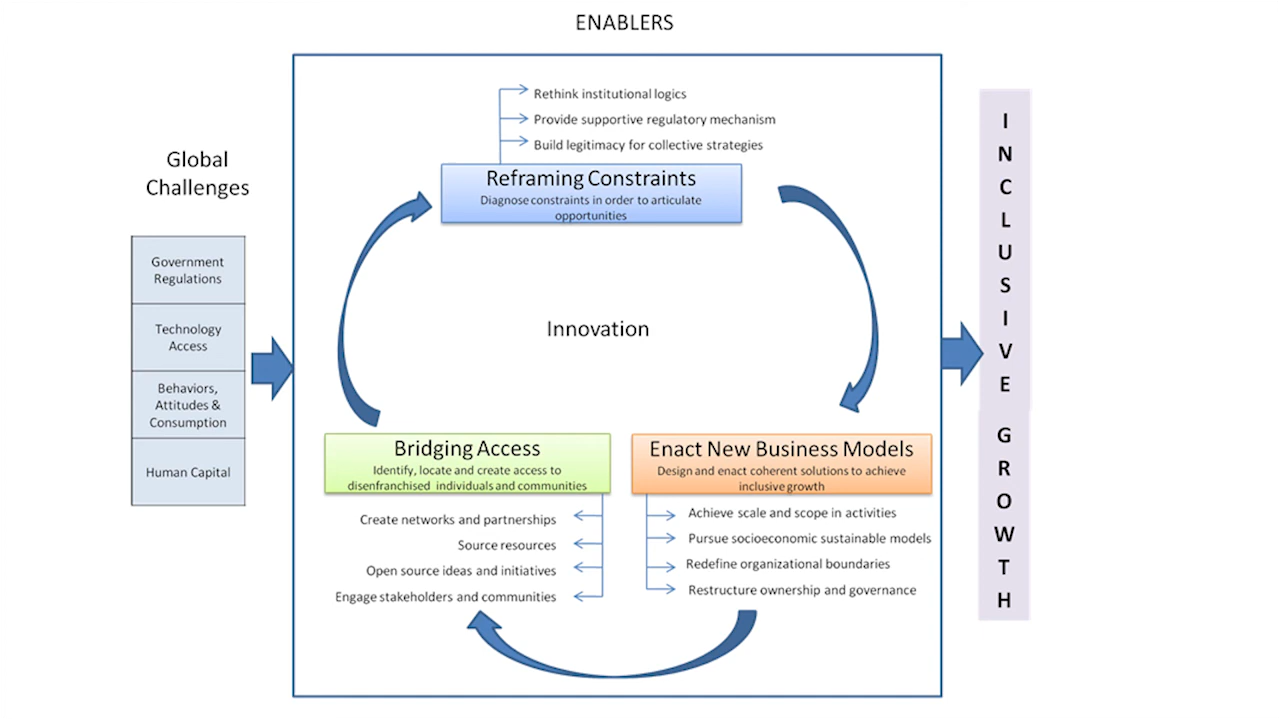 ENABLERS
Global
Challenges
Government
Regulations
Technology
Access
Behaviors,
Attitudes &
Consumption
Human Capital
Rethink institutional logics
Provide supportive regulatory mechanism
Build legitimacy for collective strategies
Reframing Constraints
Diagnose constraints in order to articulate
opportunities
Innovation
Bridging Access
Identify, locate and create access to
disenfranchised individuals and communities
Create networks and partnerships
Source resources
Open source ideas and initiatives
Engage stakeholders and communities
Enact New Business Models
Design and enact coherent solutions to achieve
inclusive growth
Achieve scale and scope in activities
Pursue socioeconomic sustainable models
Redefine organizational boundaries
Restructure ownership and governance
INCLUSIVE GROWTH